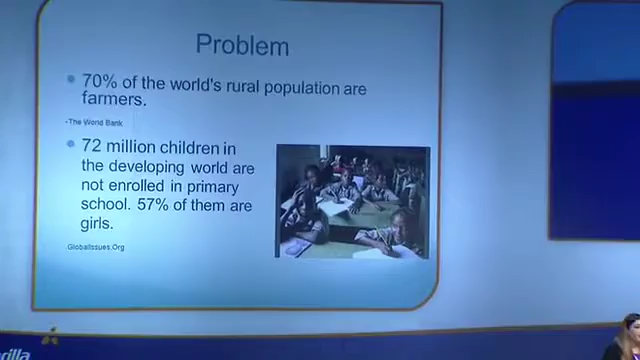 Problem
70% of the world's rural population are
farmers.
-The World Bank
72 million children in
the developing world are
not enrolled in primary
school. 57% of them are
girls.
GlobalIssues.Org